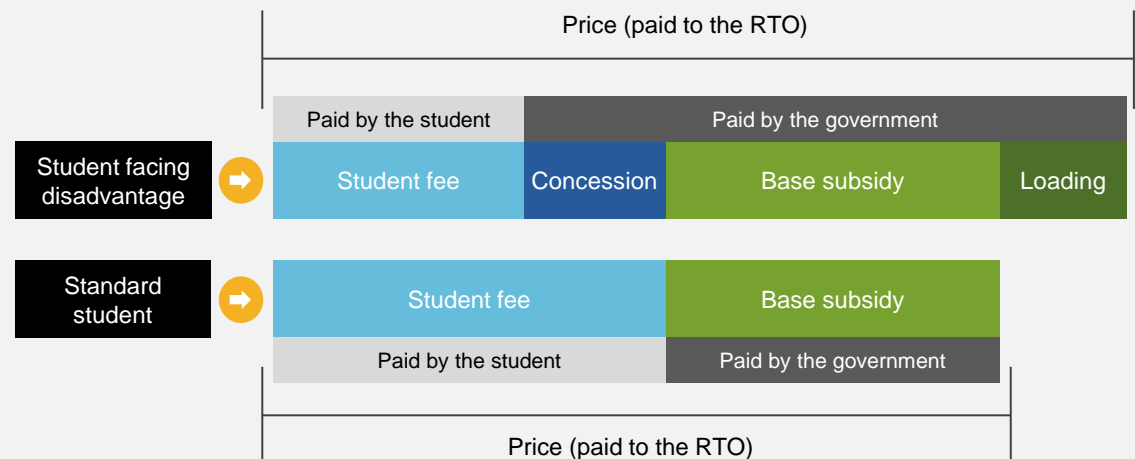 Price (paid to the RTO)
Paid by the student
Paid by the government
Student facing
disadvantage
Student fee
Concession
Base subsidy
Loading
Standard
student
Student fee
Base subsidy
Paid by the student
Paid by the government
Price (paid to the RTO)